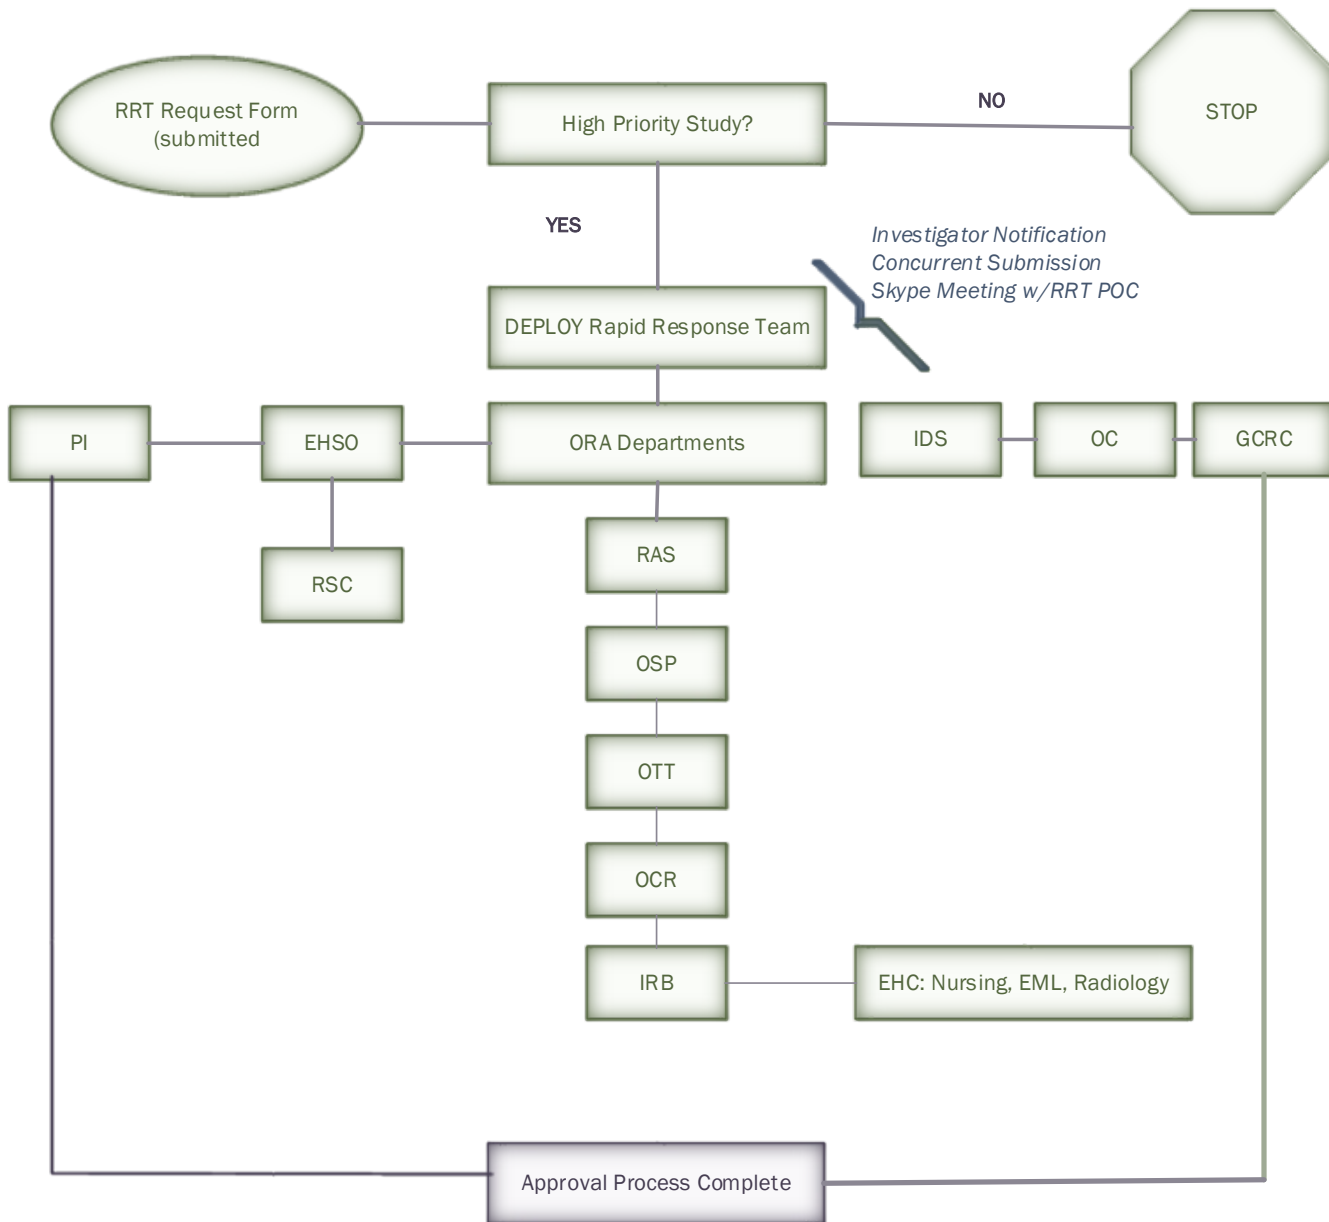 RRT Request Form
(submitted
High Priority Study?
NO
STOP
YES
Investigator Notification
Concurrent Submission
Skype Meeting w/RRT POC
DEPLOY Rapid Response Team
PI
EHSO
ORA Departments
IDS
OC
GCRC
RAS
RSC
OSP
OTT
OCR
IRB
EHC: Nursing, EML, Radiology
Approval Process Complete